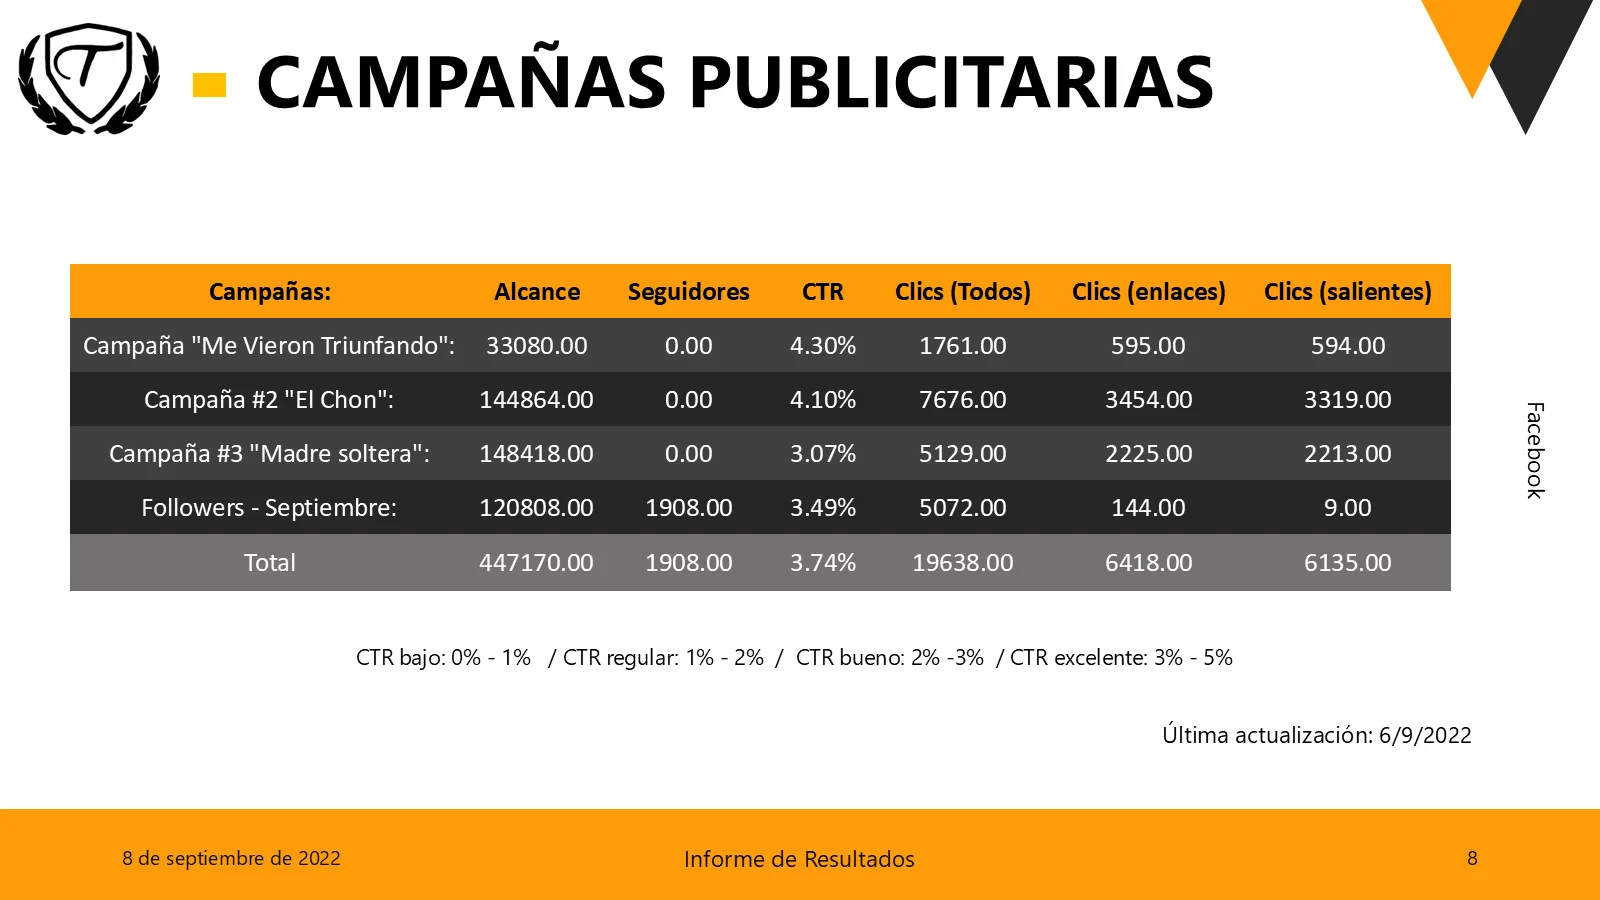 T
CAMPAÑAS PUBLICITARIAS
Campañas: Alcance Seguidores CTR Clics (Todos) Clics (enlaces) Clics (salientes)
Campaña "Me Vieron Triunfando": 33080.00 0.00 4.30% 1761.00 595.00 594.00
Campaña #2 "El Chon": 144864.00 0.00 4.10% 7676.00 3454.00 3319.00
Campaña #3 "Madre soltera": 148418.00 0.00 3.07% 5129.00 2225.00 2213.00
Followers - Septiembre: 120808.00 1908.00 3.49% 5072.00 144.00 9.00
Total 447170.00 1908.00 3.74% 19638.00 6418.00 6135.00
Facebook
CTR bajo: 0% - 1% / CTR regular: 1% - 2% / CTR bueno: 2% -3% / CTR excelente: 3% - 5%
Última actualización: 6/9/2022
8 de septiembre de 2022 Informe de Resultados 8